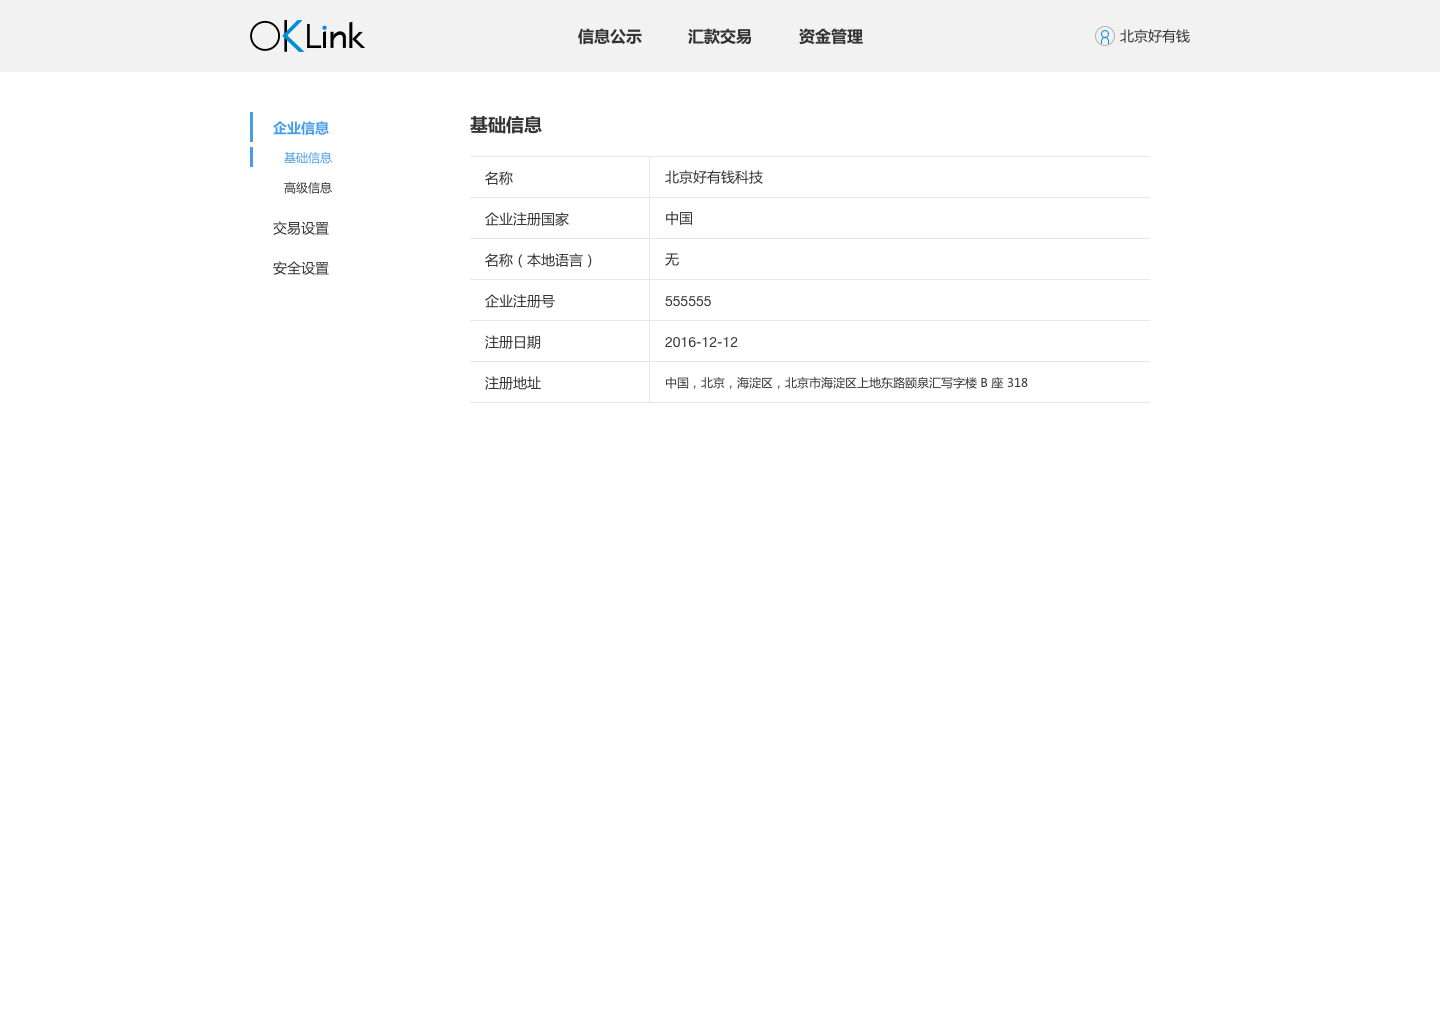 OKLink
信息公示 汇款交易 资金管理
北京好有钱
企业信息
基础信息
高级信息
交易设置
安全设置
基础信息
名称 北京好有钱科技
企业注册国家 中国
名称（本地语言） 无
企业注册号 555555
注册日期 2016-12-12
注册地址 中国，北京，海淀区，北京市海淀区上地东路颐泉汇写字楼 B 座 318